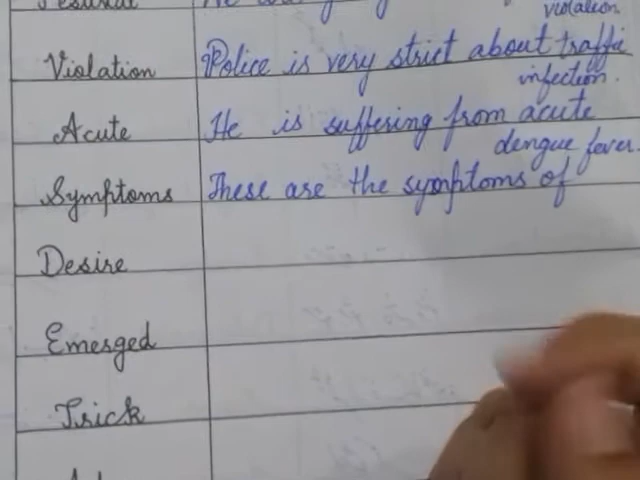 violation
Violation Police is very strict about traffic
infection.
Acute He is suffering from acute
dengue fever.
Symptoms These are the symptoms of
Desire
Emerged
Trick